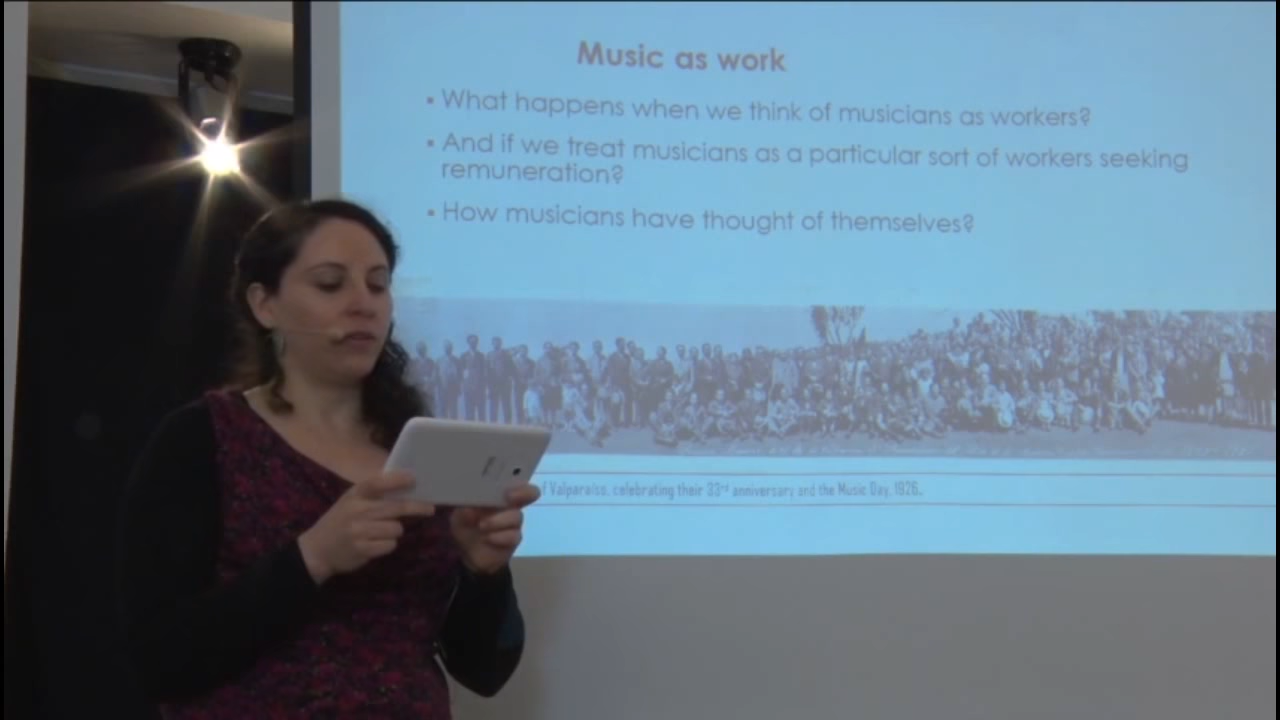 Music as work
▪ What happens when we think of musicians as workers?
▪ And if we treat musicians as a particular sort of workers seeking
remuneration?
▪ How musicians have thought of themselves?
of Valparaiso, celebrating their 33rd anniversary and the Music Day, 1926.